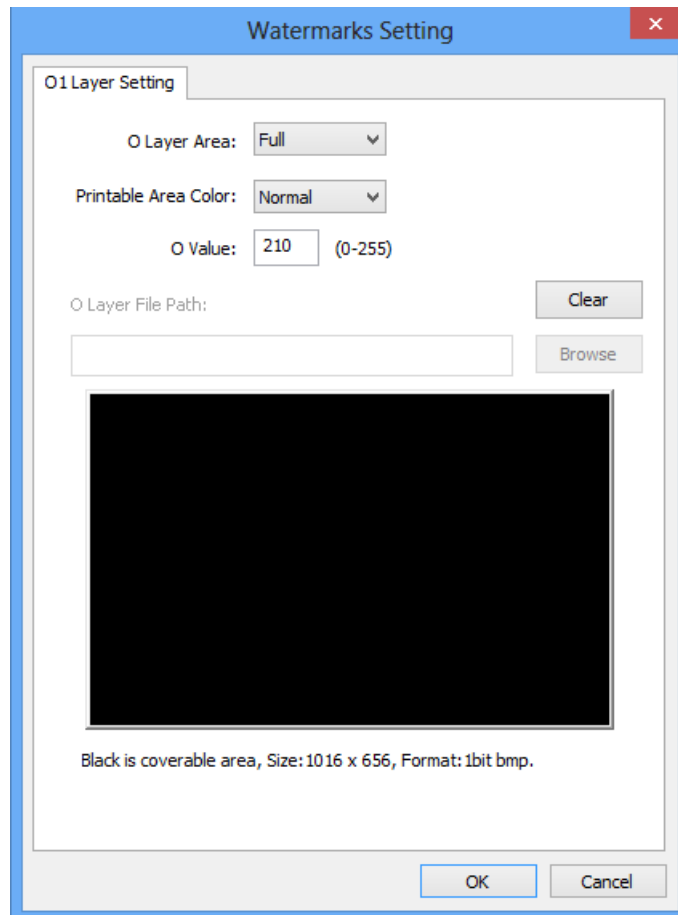 Watermarks Setting
O1 Layer Setting
O Layer Area: Full
Printable Area Color: Normal
O Value: 210 (0-255)
O Layer File Path:
Clear
Browse
Black is coverable area, Size:1016 x 656, Format:1bit bmp.
OK Cancel